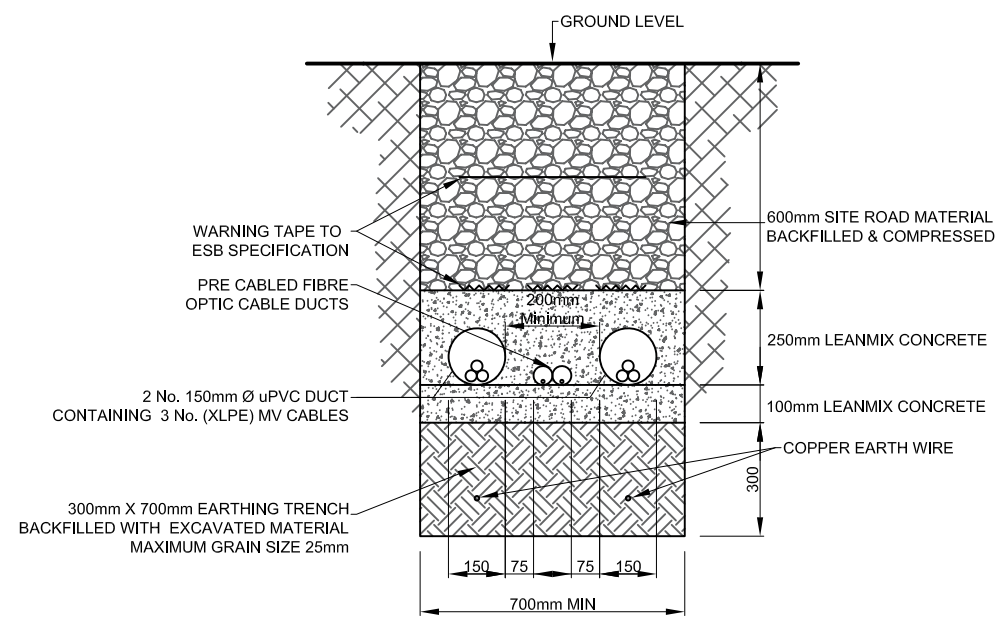 GROUND LEVEL
WARNING TAPE TO
ESB SPECIFICATION
600mm SITE ROAD MATERIAL
BACKFILLED & COMPRESSED
PRE CABLED FIBRE
OPTIC CABLE DUCTS
200mm
Minimum
250mm LEANMIX CONCRETE
2 No. 150mm Ø uPVC DUCT
CONTAINING 3 No. (XLPE) MV CABLES
100mm LEANMIX CONCRETE
COPPER EARTH WIRE
300
300mm X 700mm EARTHING TRENCH
BACKFILLED WITH EXCAVATED MATERIAL
MAXIMUM GRAIN SIZE 25mm
150 75 75 150
700mm MIN